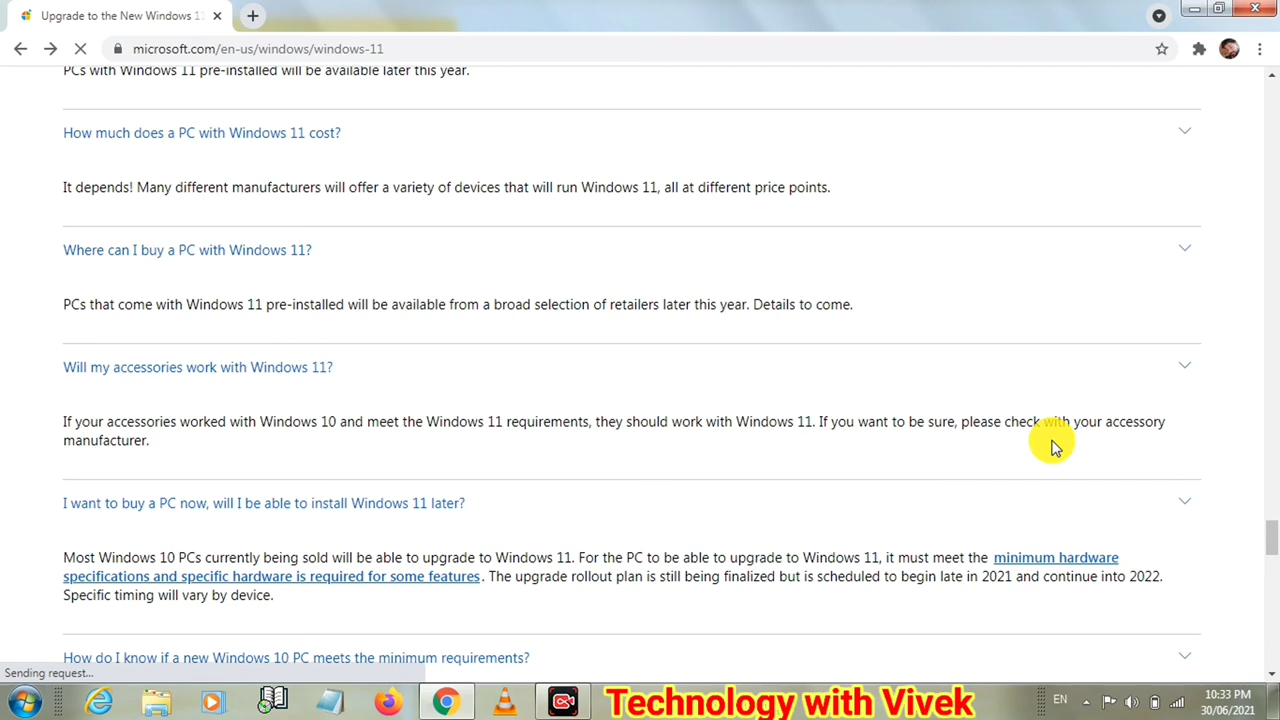 Upgrade to the New Windows 11
microsoft.com/en-us/windows/windows-11
PCs with Windows 11 pre-installed will be available later this year.
How much does a PC with Windows 11 cost?
It depends! Many different manufacturers will offer a variety of devices that will run Windows 11, all at different price points.
Where can I buy a PC with Windows 11?
PCs that come with Windows 11 pre-installed will be available from a broad selection of retailers later this year. Details to come.
Will my accessories work with Windows 11?
If your accessories worked with Windows 10 and meet the Windows 11 requirements, they should work with Windows 11. If you want to be sure, please check with your accessory
manufacturer.
I want to buy a PC now, will I be able to install Windows 11 later?
Most Windows 10 PCs currently being sold will be able to upgrade to Windows 11. For the PC to be able to upgrade to Windows 11, it must meet the minimum hardware
specifications and specific hardware is required for some features. The upgrade rollout plan is still being finalized but is scheduled to begin late in 2021 and continue into 2022.
Specific timing will vary by device.
How do I know if a new Windows 10 PC meets the minimum requirements?
Sending request...
Technology with Vivek
EN
10:33 PM
30/06/2021